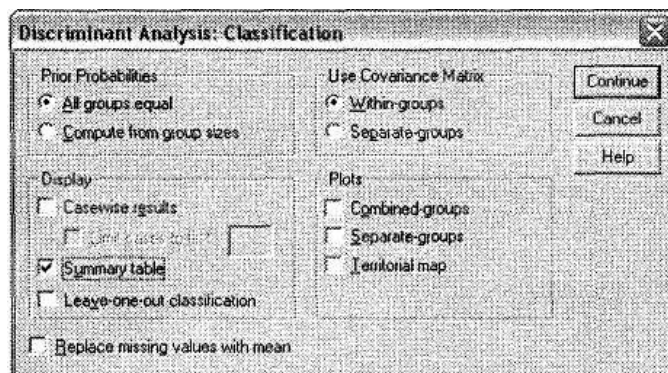 Discriminant Analysis: Classification
Prior Probabilities
All groups equal
Compute from group sizes
Use Covariance Matrix
Within-groups
Separate-groups
Continue
Cancel
Help
Display
Casewise results
Summary table
Leave-one-out classification
Plots
Combined-groups
Separate-groups
Territorial map
Replace missing values with mean